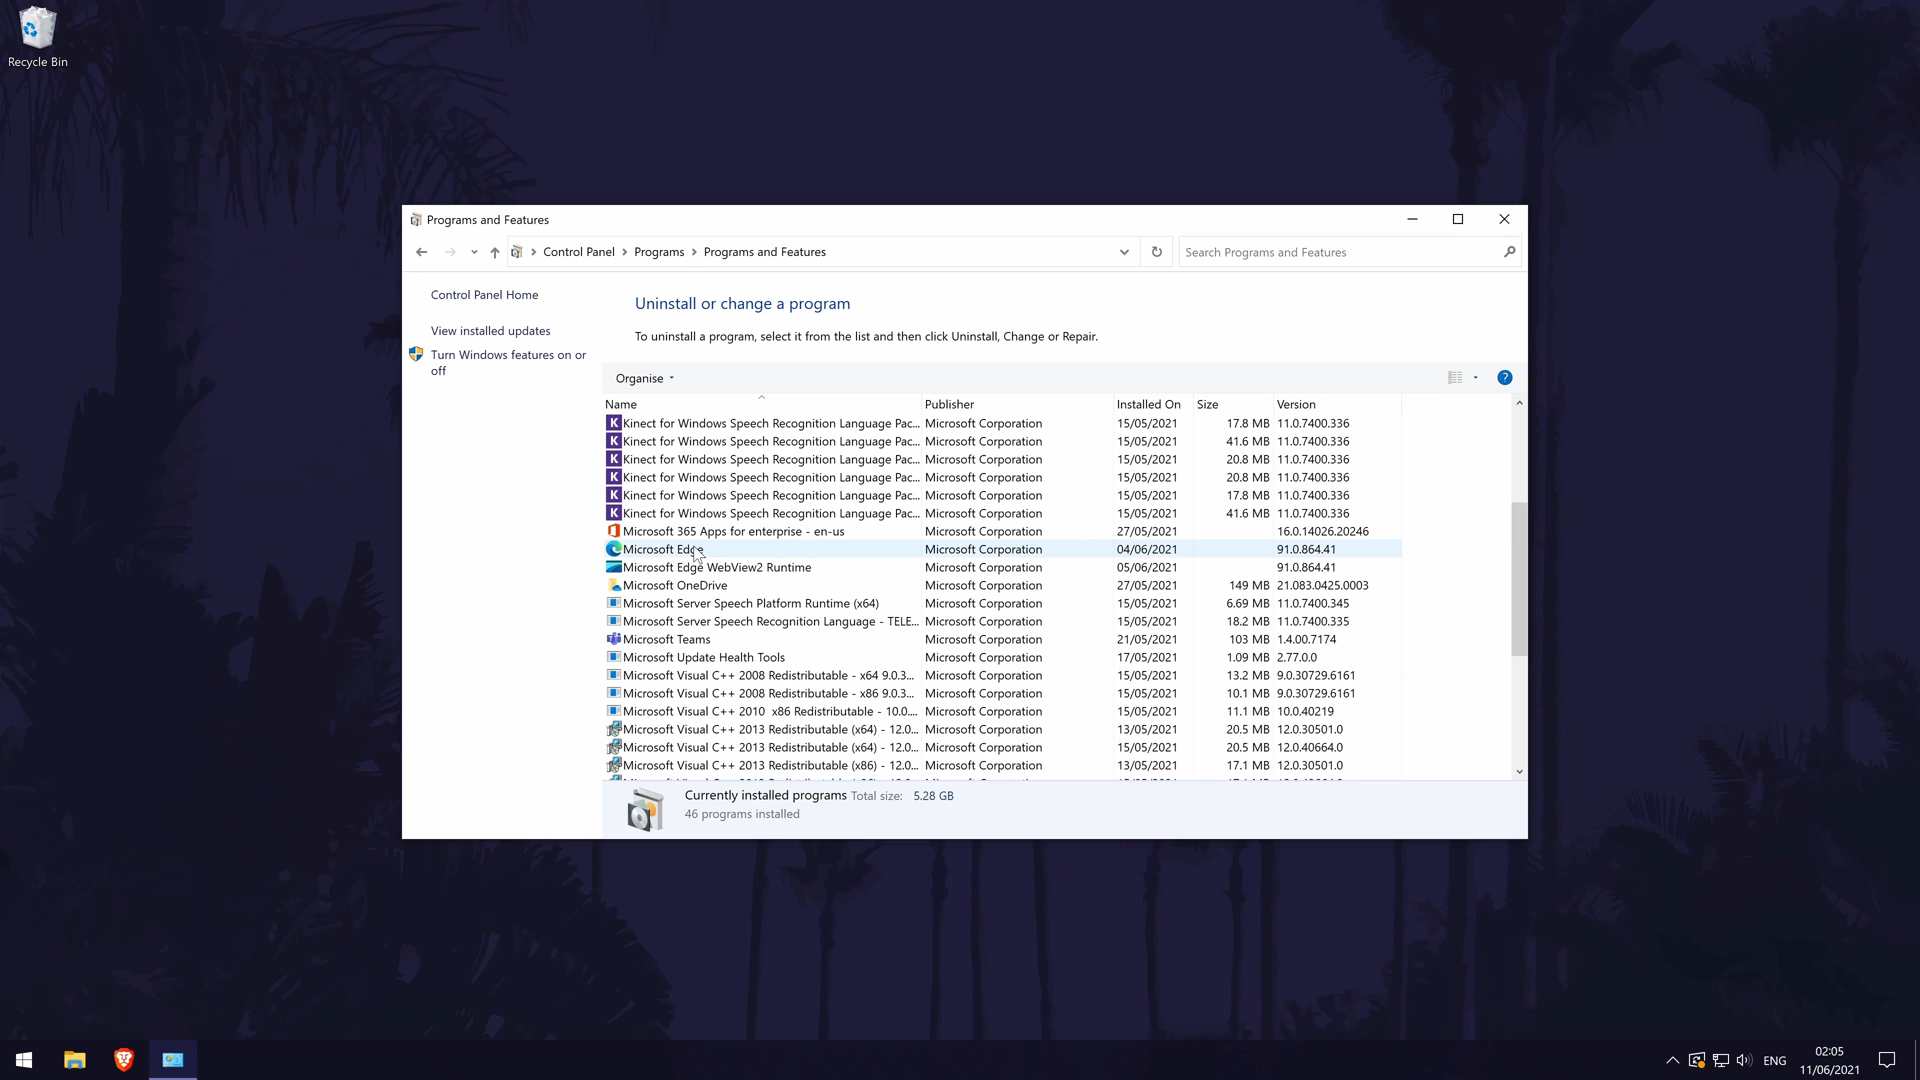 Recycle Bin
Programs and Features
Control Panel Programs Programs and Features
Search Programs and Features
Control Panel Home
View installed updates
Turn Windows features on or
off
Uninstall or change a program
To uninstall a program, select it from the list and then click Uninstall, Change or Repair.
Organise
?
Name Publisher Installed On Size Version
K Kinect for Windows Speech Recognition Language Pac... Microsoft Corporation 15/05/2021 17.8 MB 11.0.7400.336
K Kinect for Windows Speech Recognition Language Pac... Microsoft Corporation 15/05/2021 41.6 MB 11.0.7400.336
K Kinect for Windows Speech Recognition Language Pac... Microsoft Corporation 15/05/2021 20.8 MB 11.0.7400.336
K Kinect for Windows Speech Recognition Language Pac... Microsoft Corporation 15/05/2021 20.8 MB 11.0.7400.336
K Kinect for Windows Speech Recognition Language Pac... Microsoft Corporation 15/05/2021 17.8 MB 11.0.7400.336
K Kinect for Windows Speech Recognition Language Pac... Microsoft Corporation 15/05/2021 41.6 MB 11.0.7400.336
Microsoft 365 Apps for enterprise - en-us Microsoft Corporation 27/05/2021 16.0.14026.20246
Microsoft Edge Microsoft Corporation 04/06/2021 91.0.864.41
Microsoft Edge WebView2 Runtime Microsoft Corporation 05/06/2021 91.0.864.41
Microsoft OneDrive Microsoft Corporation 27/05/2021 149 MB 21.083.0425.0003
Microsoft Server Speech Platform Runtime (x64) Microsoft Corporation 15/05/2021 6.69 MB 11.0.7400.345
Microsoft Server Speech Recognition Language - TELE... Microsoft Corporation 15/05/2021 18.2 MB 11.0.7400.335
Microsoft Teams Microsoft Corporation 21/05/2021 103 MB 1.4.00.7174
Microsoft Update Health Tools Microsoft Corporation 17/05/2021 1.09 MB 2.77.0.0
Microsoft Visual C++ 2008 Redistributable - x64 9.0.3... Microsoft Corporation 15/05/2021 13.2 MB 9.0.30729.6161
Microsoft Visual C++ 2008 Redistributable - x86 9.0.3... Microsoft Corporation 15/05/2021 10.1 MB 9.0.30729.6161
Microsoft Visual C++ 2010 x86 Redistributable - 10.0.... Microsoft Corporation 15/05/2021 11.1 MB 10.0.40219
Microsoft Visual C++ 2013 Redistributable (x64) - 12.0... Microsoft Corporation 13/05/2021 20.5 MB 12.0.30501.0
Microsoft Visual C++ 2013 Redistributable (x64) - 12.0... Microsoft Corporation 15/05/2021 20.5 MB 12.0.40664.0
Microsoft Visual C++ 2013 Redistributable (x86) - 12.0... Microsoft Corporation 13/05/2021 17.1 MB 12.0.30501.0
Currently installed programs Total size: 5.28 GB
46 programs installed
ENG
02:05
11/06/2021